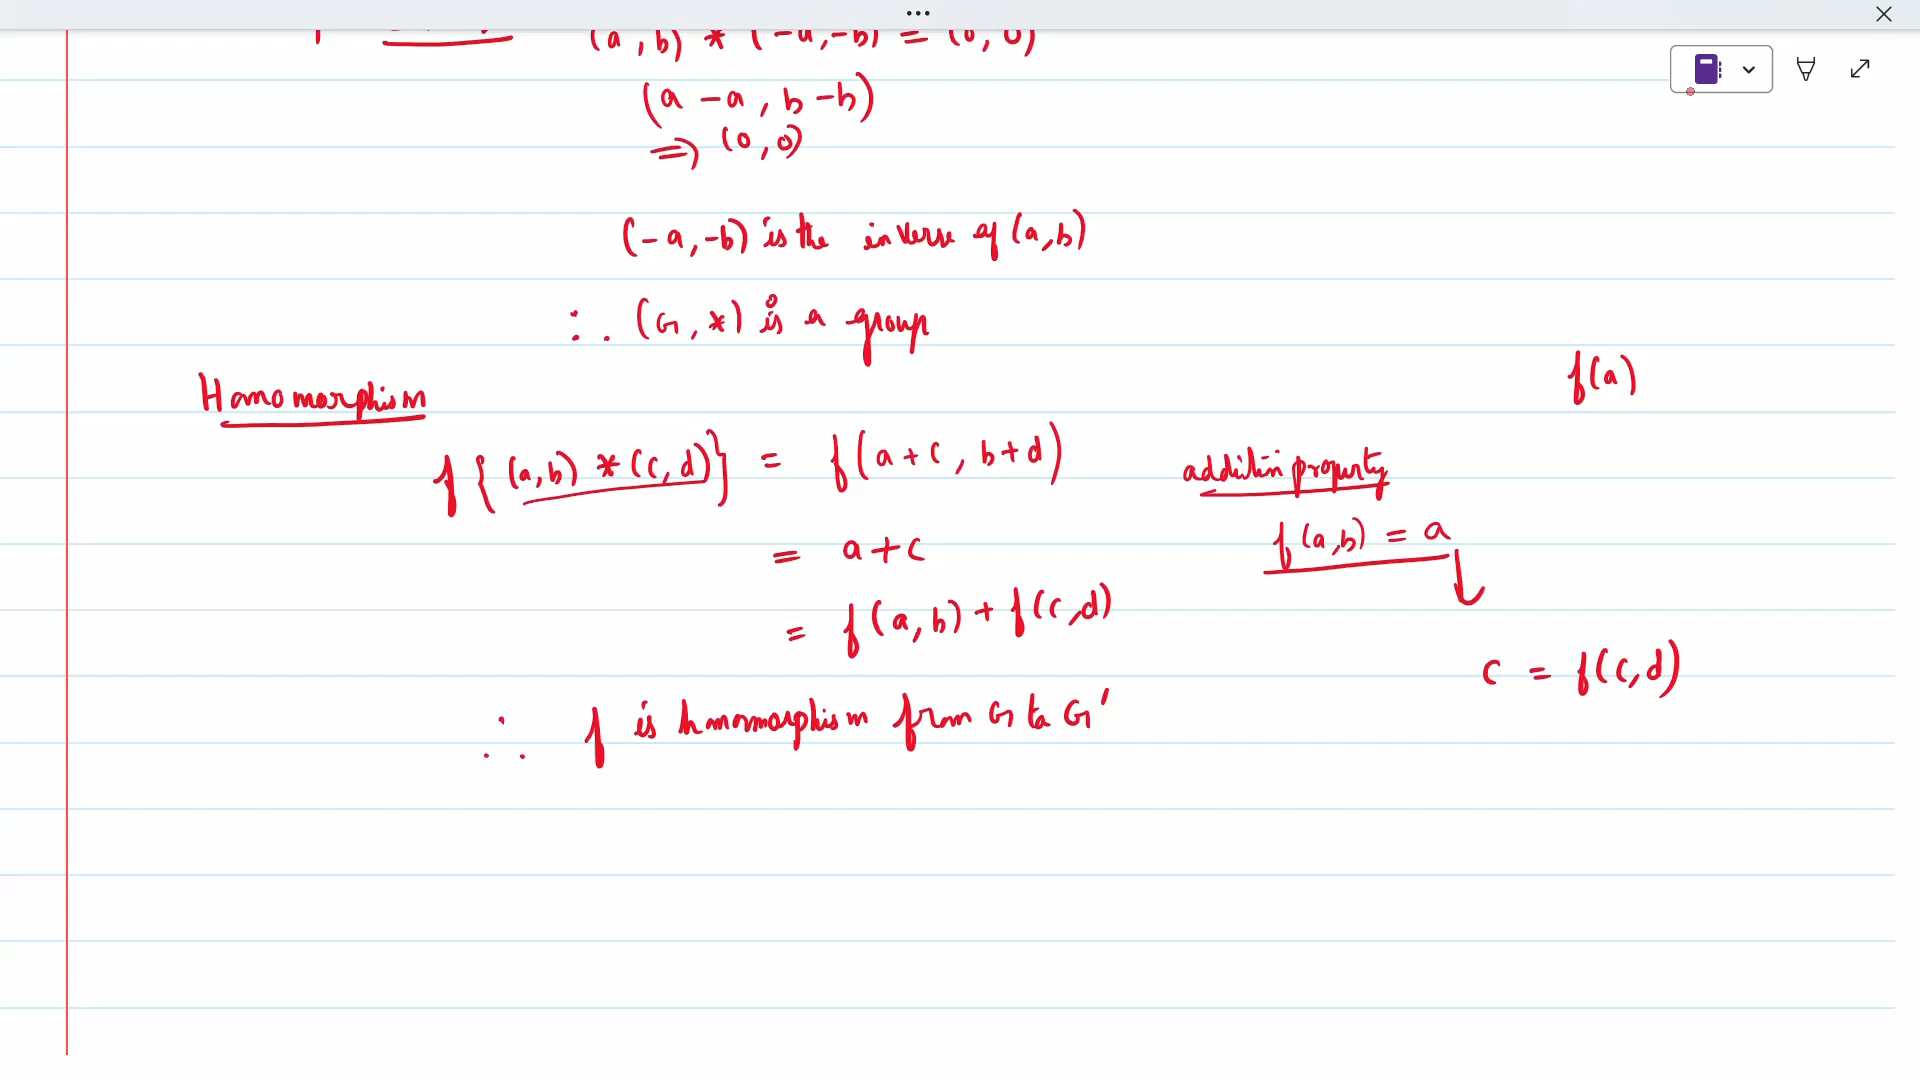 (a, b) * (-a, -b) = (0, 0)
(a - a, b - b)
⇒ (0, 0)
(-a, -b) is the inverse of (a, b)
∴ (G, *) is a group
f(a)
Homomorphism
f{(a, b) * (c, d)} = f(a + c, b + d)
addition property
= a + c
f(a, b) = a
= f(a, b) + f(c, d)
c = f(c, d)
∴ f is homomorphism from G to G'